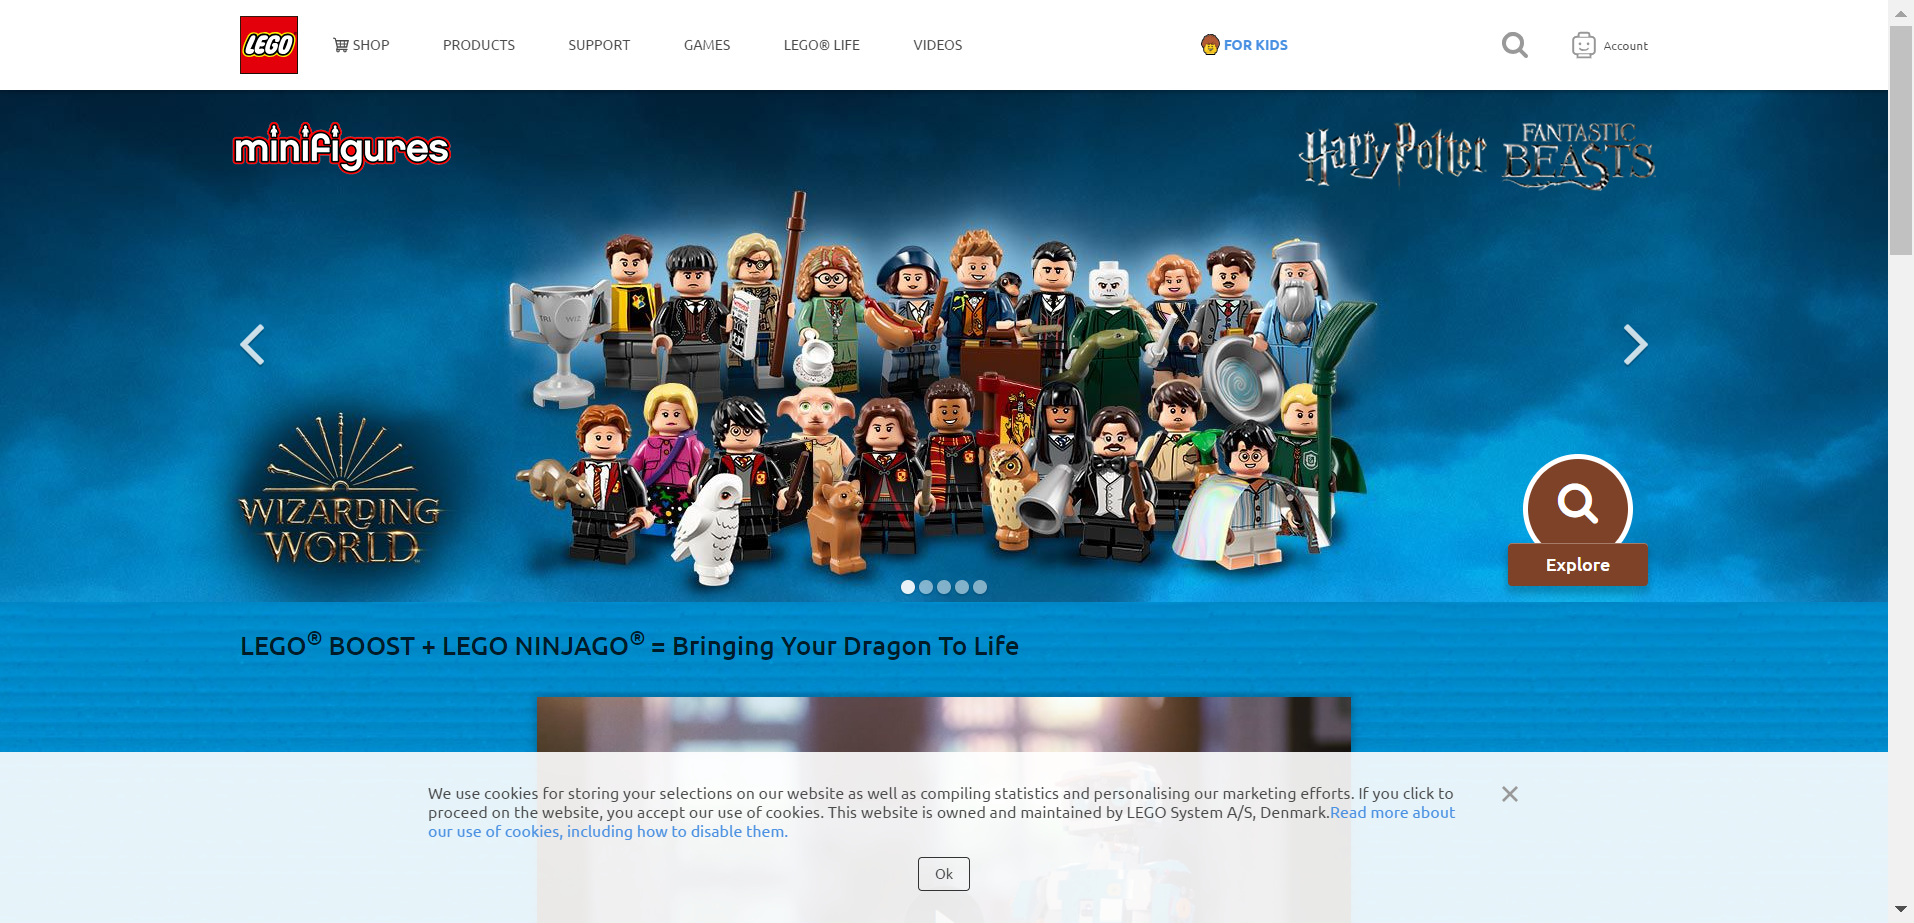 LEGO
SHOP
PRODUCTS
SUPPORT
GAMES
LEGO® LIFE
VIDEOS
FOR KIDS
Account
minifigures
Harry Potter
FANTASTIC
BEASTS
TRI WIZ
WIZARDING
WORLD
Explore
LEGO® BOOST + LEGO NINJAGO® = Bringing Your Dragon To Life
We use cookies for storing your selections on our website as well as compiling statistics and personalising our marketing efforts. If you click to
proceed on the website, you accept our use of cookies. This website is owned and maintained by LEGO System A/S, Denmark.Read more about
our use of cookies, including how to disable them.
Ok